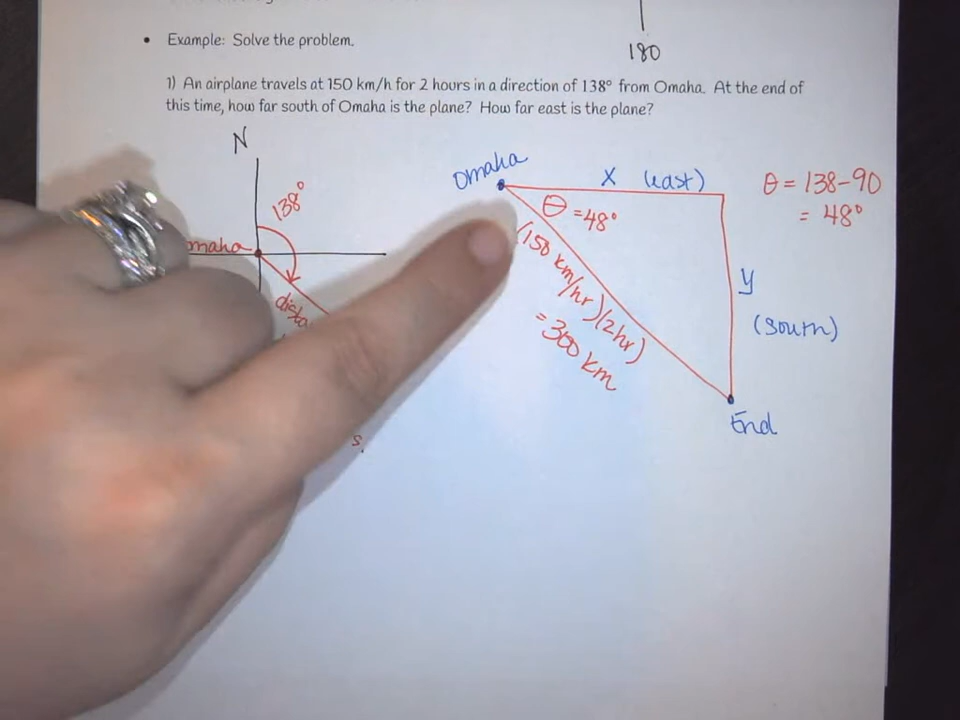 180
• Example: Solve the problem.
1) An airplane travels at 150 km/h for 2 hours in a direction of 138° from Omaha. At the end of
this time, how far south of Omaha is the plane? How far east is the plane?
N
138°
maha
dista
s.
Omaha
x (east)
θ = 48°
(150 km/hr)(2hr)
= 300 km
y
(south)
End
θ = 138-90
= 48°